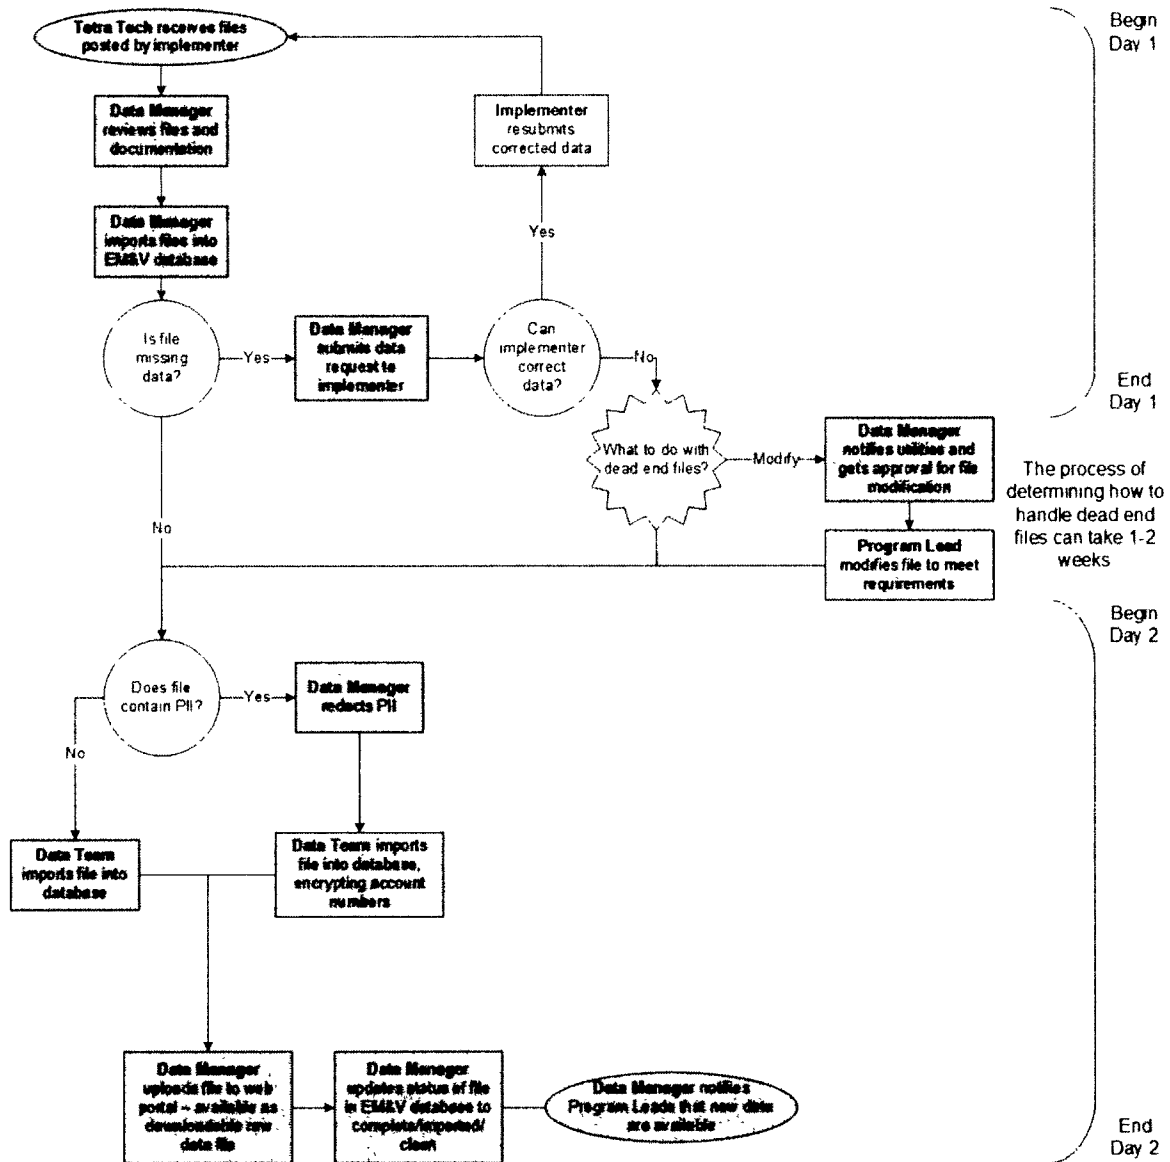 Tetra Tech receives files
posted by implementer
Begin
Day 1
Data Manager
reviews files and
documentation
Implementer
resubmits
corrected data
Data Manager
imports files into
EM&V database
Yes
Is file
missing
data?
Yes
Data Manager
submits data
request to
implementer
Can
implementer
correct
data?
No
End
Day 1
What to do with
dead end files?
Modify
Data Manager
notifies utilities and
gets approval for file
modification
The process of
determining how to
handle dead end
files can take 1-2
weeks
No
Program Lead
modifies file to meet
requirements
Begin
Day 2
Does file
contain PII?
Yes
Data Manager
redacts PII
No
Data Team
imports file into
database
Data Team imports
file into database,
encrypting account
numbers
Data Manager
uploads file to web
portal – available as
downloadable raw
data file
Data Manager
updates status of file
in EM&V database to
complete/imported/
clean
Data Manager notifies
Program Leads that new data
are available
End
Day 2